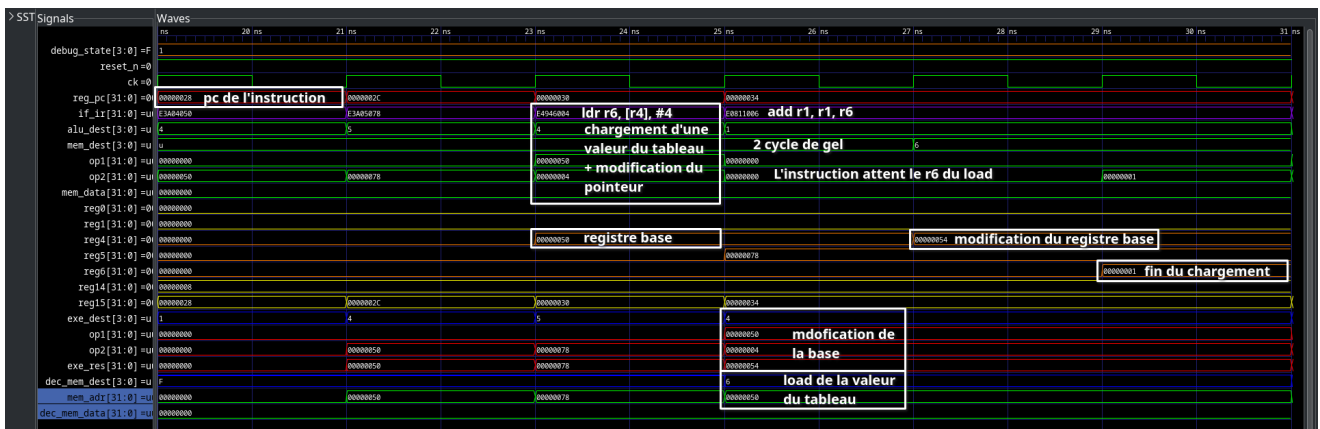 SST
Signals
Waves
ns 20 ns 21 ns 22 ns 23 ns 24 ns 25 ns 26 ns 27 ns 28 ns 29 ns 30 ns 31 ns
debug_state[3:0] =F 1
reset_n=0
ck=0
reg_pc[31:0] =0 00000028 pc de l'instruction 0000002C 00000030 00000034
if_ir[31:0] =u E3A04050 E3A05078 E4946004 ldr r6, [r4], #4 E0811006 add r1, r1, r6
alu_dest[3:0] =u 4 5 4 chargement d'une 1
mem_dest[3:0] =u u valeur du tableau 2 cycle de gel 6
op1[31:0] =u 00000000 00000050 + modification du 00000000
op2[31:0] =u 00000050 00000078 00000004 pointeur 00000000 L'instruction attent le r6 du load 00000001
mem_data[31:0] =u 00000000
reg0[31:0] =0 00000000
reg1[31:0] =0 00000000
reg4[31:0] =0 00000000 00000050 registre base 00000054 modification du registre base
reg5[31:0] =0 00000000 00000078
reg6[31:0] =0 00000000 00000001 fin du chargement
reg14[31:0] =0 00000008
reg15[31:0] =0 00000028 0000002C 00000030 00000034
exe_dest[3:0] =u 1 4 5 4
op1[31:0] =u 00000000 00000050 mdofication de
op2[31:0] =u 00000000 00000050 00000078 00000004 la base
exe_res[31:0] =u 00000000 00000050 00000078 00000054
dec_mem_dest[3:0] =u F 6 load de la valeur
mem_adr[31:0] =u 00000000 00000050 00000078 00000050 du tableau
dec_mem_data[31:0] =u 00000000